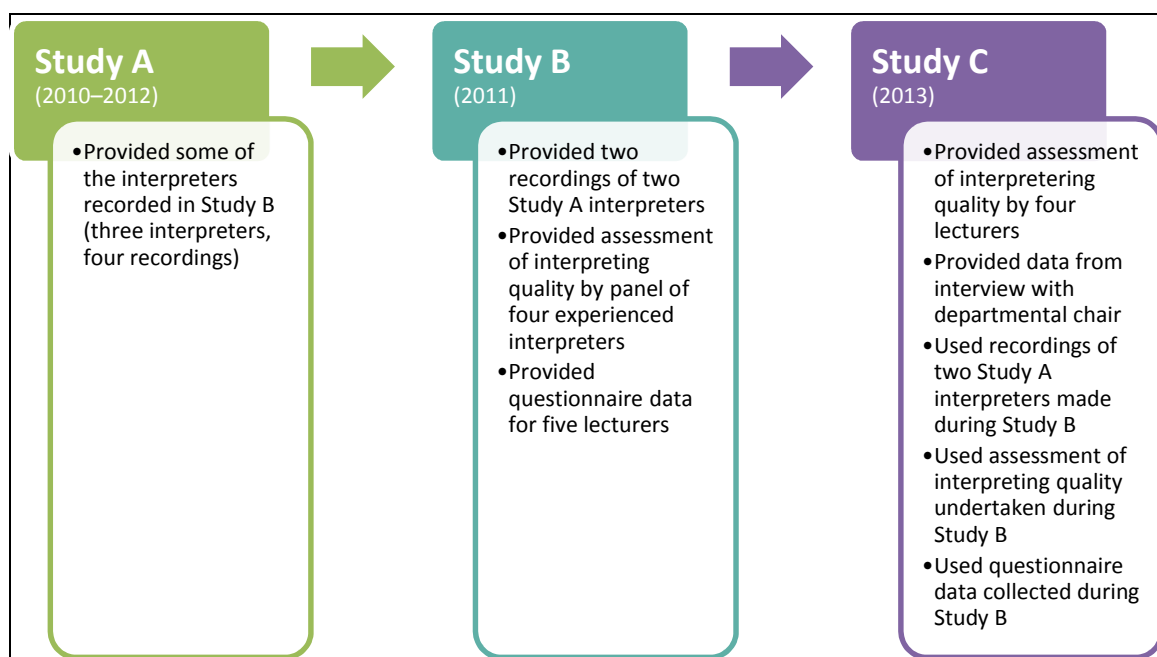 Study A
(2010–2012)
•Provided some of
the interpreters
recorded in Study B
(three interpreters,
four recordings)
Study B
(2011)
•Provided two
recordings of two
Study A interpreters
•Provided assessment
of interpreting
quality by panel of
four experienced
interpreters
•Provided
questionnaire data
for five lecturers
Study C
(2013)
•Provided assessment
of interpretering
quality by four
lecturers
•Provided data from
interview with
departmental chair
•Used recordings of
two Study A
interpreters made
during Study B
•Used assessment of
interpreting quality
undertaken during
Study B
•Used questionnaire
data collected during
Study B